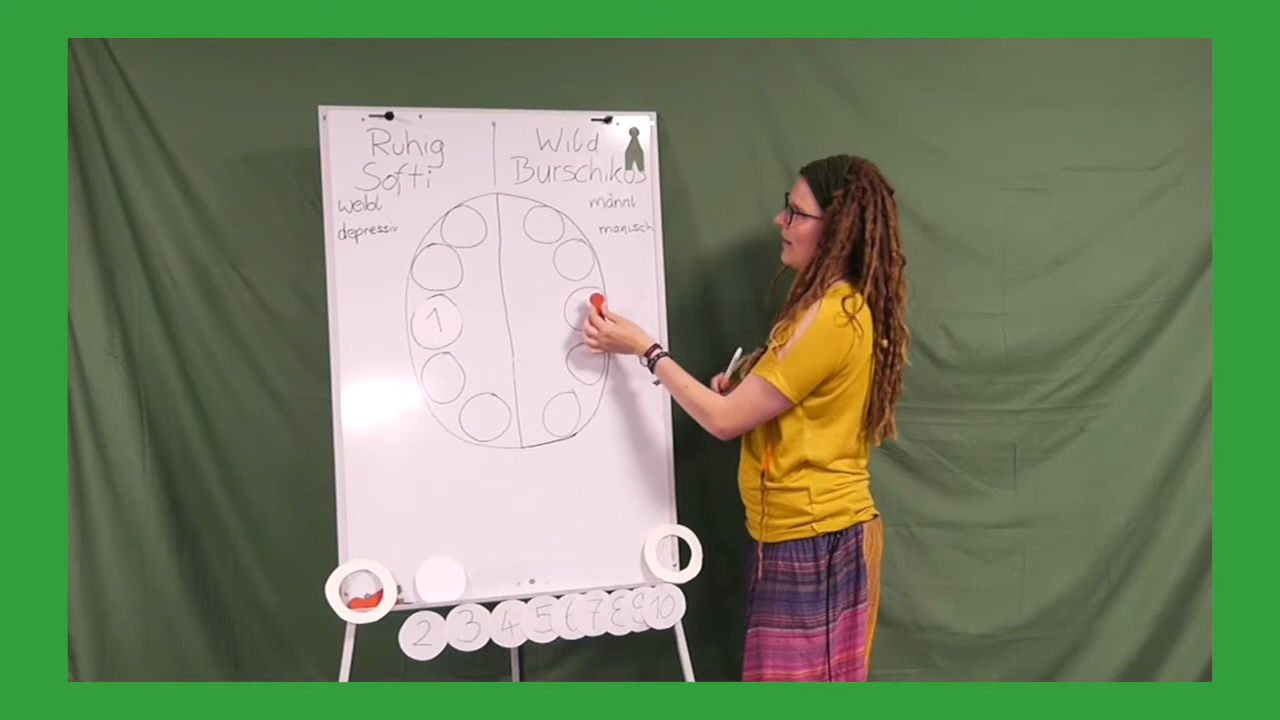 Ruhig
Softi
weibl
depressiv
Wild
Burschikos
männl
manisch
1
2 3 4 5 6 7 8 9 10